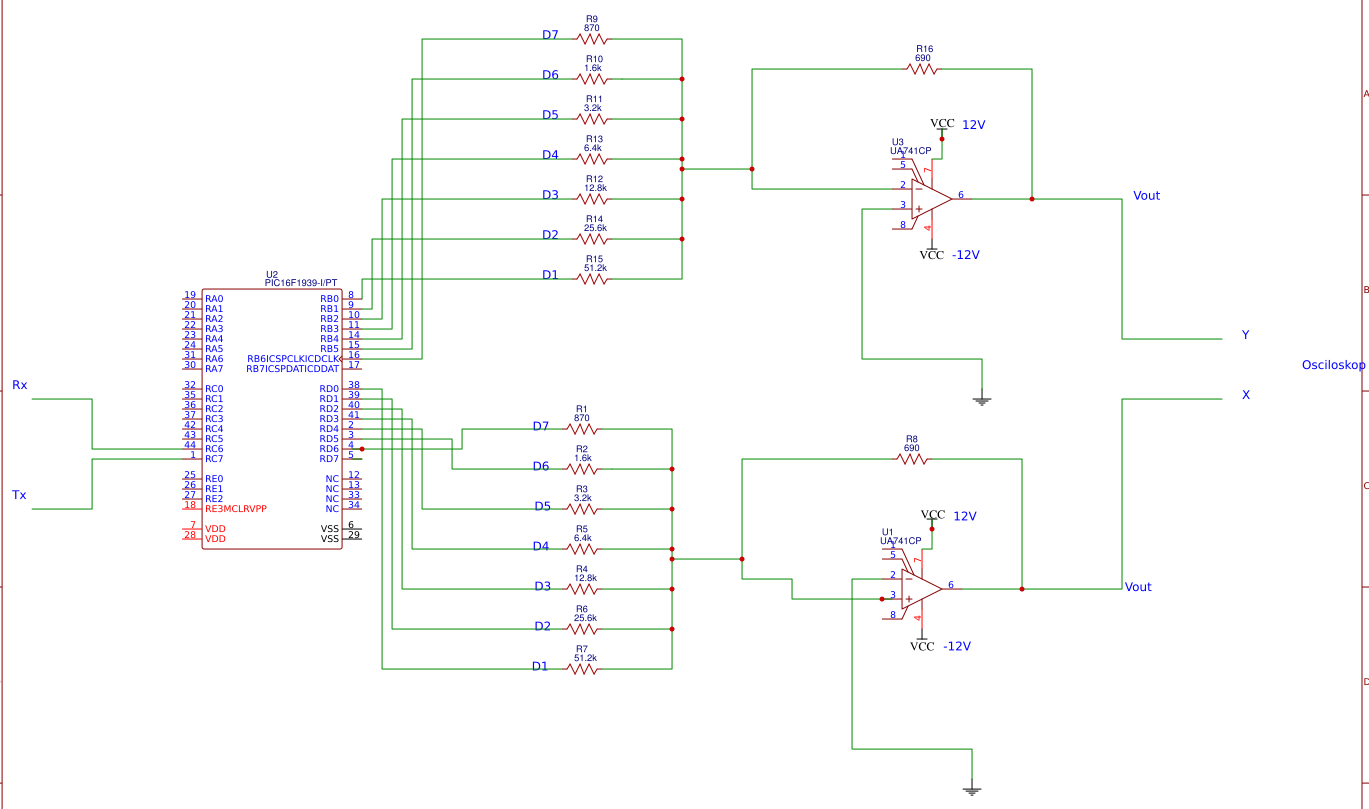 D7
R9
870
D6
R10
1.6k
D5
R11
3.2k
D4
R13
6.4k
D3
R12
12.8k
D2
R14
25.6k
D1
R15
51.2k
R16
690
VCC 12V
U3
UA741CP
1
5
2
3
8
7
4
6
VCC -12V
Vout
Y
Osciloskop
X
A
B
C
D
U2
PIC16F1939-I/PT
19 RA0
20 RA1
21 RA2
22 RA3
23 RA4
24 RA5
31 RA6
30 RA7
32 RC0
35 RC1
36 RC2
37 RC3
42 RC4
43 RC5
44 RC6
1 RC7
25 RE0
26 RE1
27 RE2
18 RE3MCLRVPP
7 VDD
28 VDD
RB0 8
RB1 9
RB2 10
RB3 11
RB4 14
RB5 15
RB6ICSPCLKICDCLK 16
RB7ICSPDATICDDAT 17
RD0 38
RD1 39
RD2 40
RD3 41
RD4 2
RD5 3
RD6 4
RD7 5
NC 12
NC 13
NC 33
NC 34
VSS 6
VSS 29
Rx
Tx
D7
R1
870
D6
R2
1.6k
D5
R3
3.2k
D4
R5
6.4k
D3
R4
12.8k
D2
R6
25.6k
D1
R7
51.2k
R8
690
VCC 12V
U1
UA741CP
1
5
2
3
8
7
4
6
VCC -12V
Vout